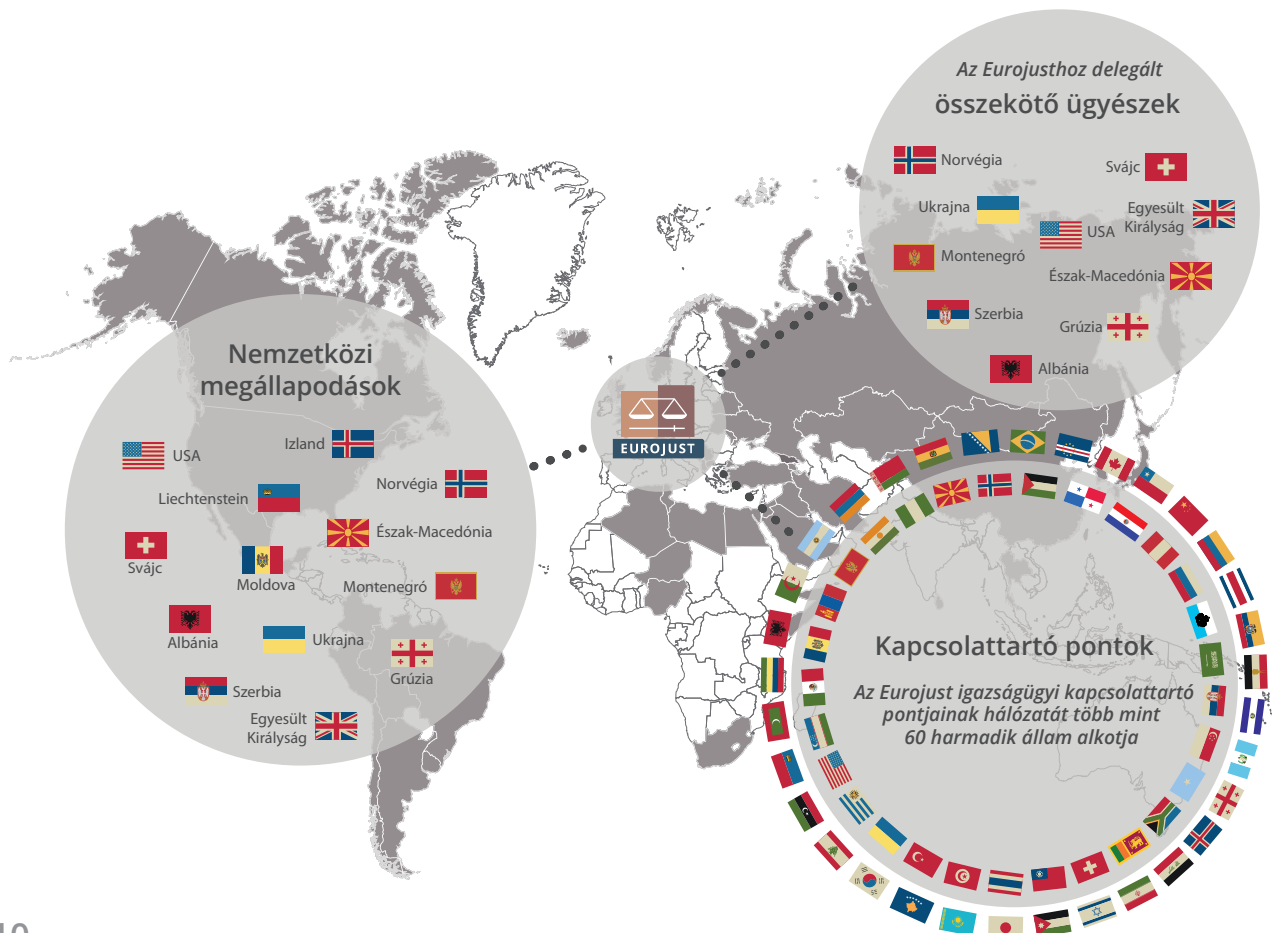 Az Eurojusthoz delegált
összekötő ügyészek
Norvégia
Svájc
Ukrajna
Egyesült
Királyság
USA
Montenegró
Észak-Macedónia
Szerbia
Grúzia
Albánia
Nemzetközi
megállapodások
USA
Izland
Norvégia
Liechtenstein
Észak-Macedónia
Svájc
Moldova
Montenegró
Albánia
Ukrajna
Grúzia
Szerbia
Egyesült
Királyság
EUROJUST
Kapcsolattartó pontok
Az Eurojust igazságügyi kapcsolattartó
pontjainak hálózatát több mint
60 harmadik állam alkotja